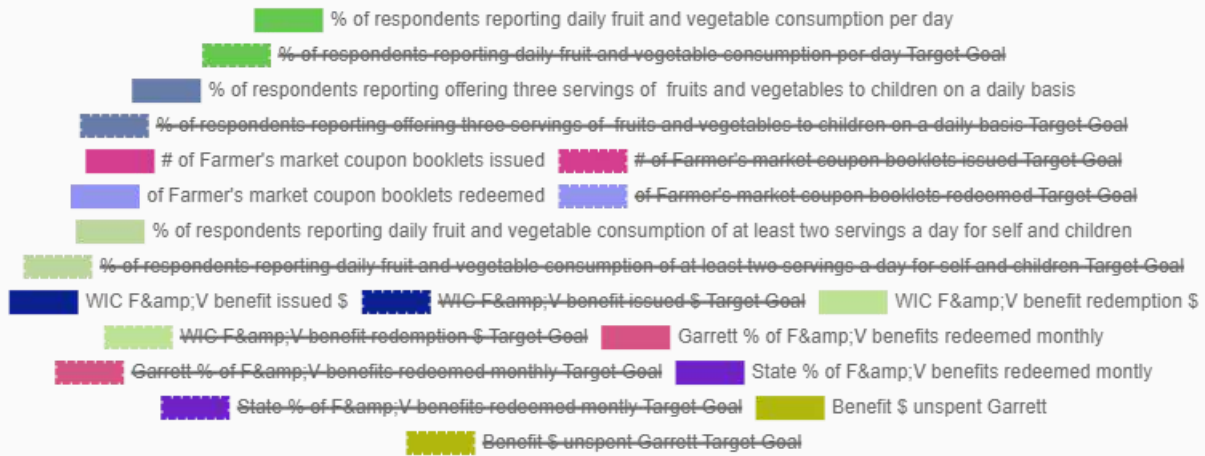 % of respondents reporting daily fruit and vegetable consumption per day
% of respondents reporting daily fruit and vegetable consumption per day Target Goal
% of respondents reporting offering three servings of  fruits and vegetables to children on a daily basis
% of respondents reporting offering three servings of  fruits and vegetables to children on a daily basis Target Goal
# of Farmer's market coupon booklets issued # of Farmer's market coupon booklets issued Target Goal
of Farmer's market coupon booklets redeemed of Farmer's market coupon booklets redeemed Target Goal
% of respondents reporting daily fruit and vegetable consumption of at least two servings a day for self and children
% of respondents reporting daily fruit and vegetable consumption of at least two servings a day for self and children Target Goal
WIC F&amp;V benefit issued $ WIC F&amp;V benefit issued $ Target Goal WIC F&amp;V benefit redemption $
WIC F&amp;V benefit redemption $ Target Goal Garrett % of F&amp;V benefits redeemed monthly
Garrett % of F&amp;V benefits redeemed monthly Target Goal State % of F&amp;V benefits redeemed montly
State % of F&amp;V benefits redeemed montly Target Goal Benefit $ unspent Garrett
Benefit $ unspent Garrett Target Goal